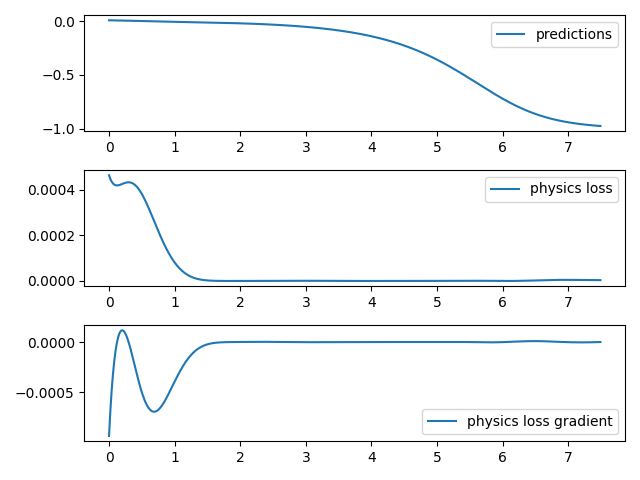 0.0
−0.5
−1.0
predictions
0 1 2 3 4 5 6 7
0.0004
0.0002
0.0000
physics loss
0 1 2 3 4 5 6 7
0.0000
−0.0005
physics loss gradient
0 1 2 3 4 5 6 7